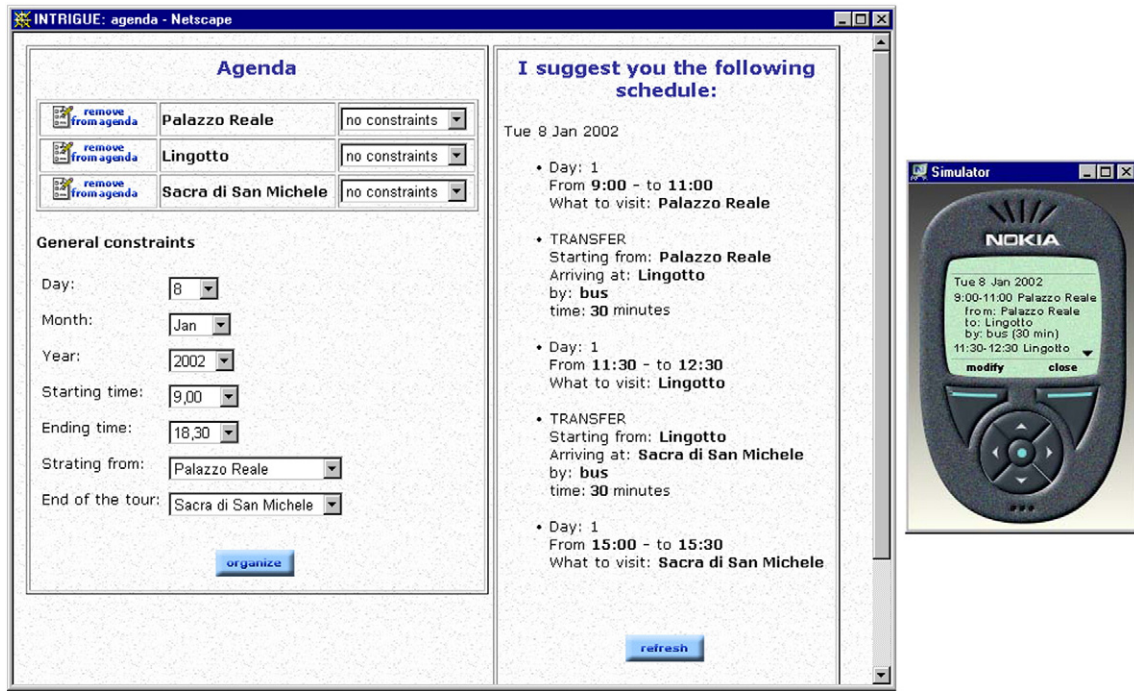 INTRIGUE: agenda - Netscape
Agenda
remove from agenda Palazzo Reale no constraints
remove from agenda Lingotto no constraints
remove from agenda Sacra di San Michele no constraints
General constraints
Day: 8
Month: Jan
Year: 2002
Starting time: 9,00
Ending time: 18,30
Strating from: Palazzo Reale
End of the tour: Sacra di San Michele
organize
I suggest you the following
schedule:
Tue 8 Jan 2002
• Day: 1
From 9:00 - to 11:00
What to visit: Palazzo Reale
• TRANSFER
Starting from: Palazzo Reale
Arriving at: Lingotto
by: bus
time: 30 minutes
• Day: 1
From 11:30 - to 12:30
What to visit: Lingotto
• TRANSFER
Starting from: Lingotto
Arriving at: Sacra di San Michele
by: bus
time: 30 minutes
• Day: 1
From 15:00 - to 15:30
What to visit: Sacra di San Michele
refresh
Simulator
NOKIA
Tue 8 Jan 2002
9:00-11:00 Palazzo Reale
from: Palazzo Reale
to: Lingotto
by: bus (30 min)
11:30-12:30 Lingotto
modify close